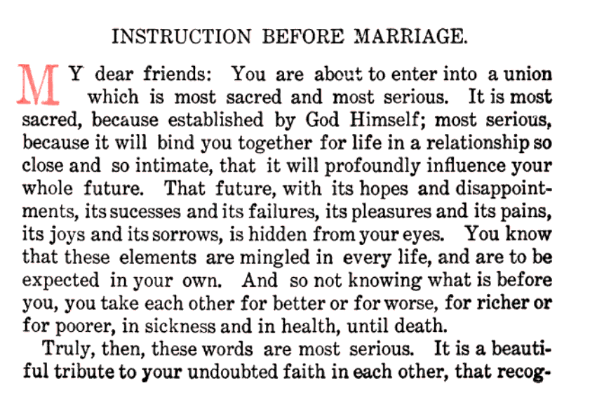 INSTRUCTION BEFORE MARRIAGE.
MY dear friends: You are about to enter into a union
which is most sacred and most serious. It is most
sacred, because established by God Himself; most serious,
because it will bind you together for life in a relationship so
close and so intimate, that it will profoundly influence your
whole future. That future, with its hopes and disappoint-
ments, its sucesses and its failures, its pleasures and its pains,
its joys and its sorrows, is hidden from your eyes. You know
that these elements are mingled in every life, and are to be
expected in your own. And so not knowing what is before
you, you take each other for better or for worse, for richer or
for poorer, in sickness and in health, until death.
Truly, then, these words are most serious. It is a beauti-
ful tribute to your undoubted faith in each other, that recog-